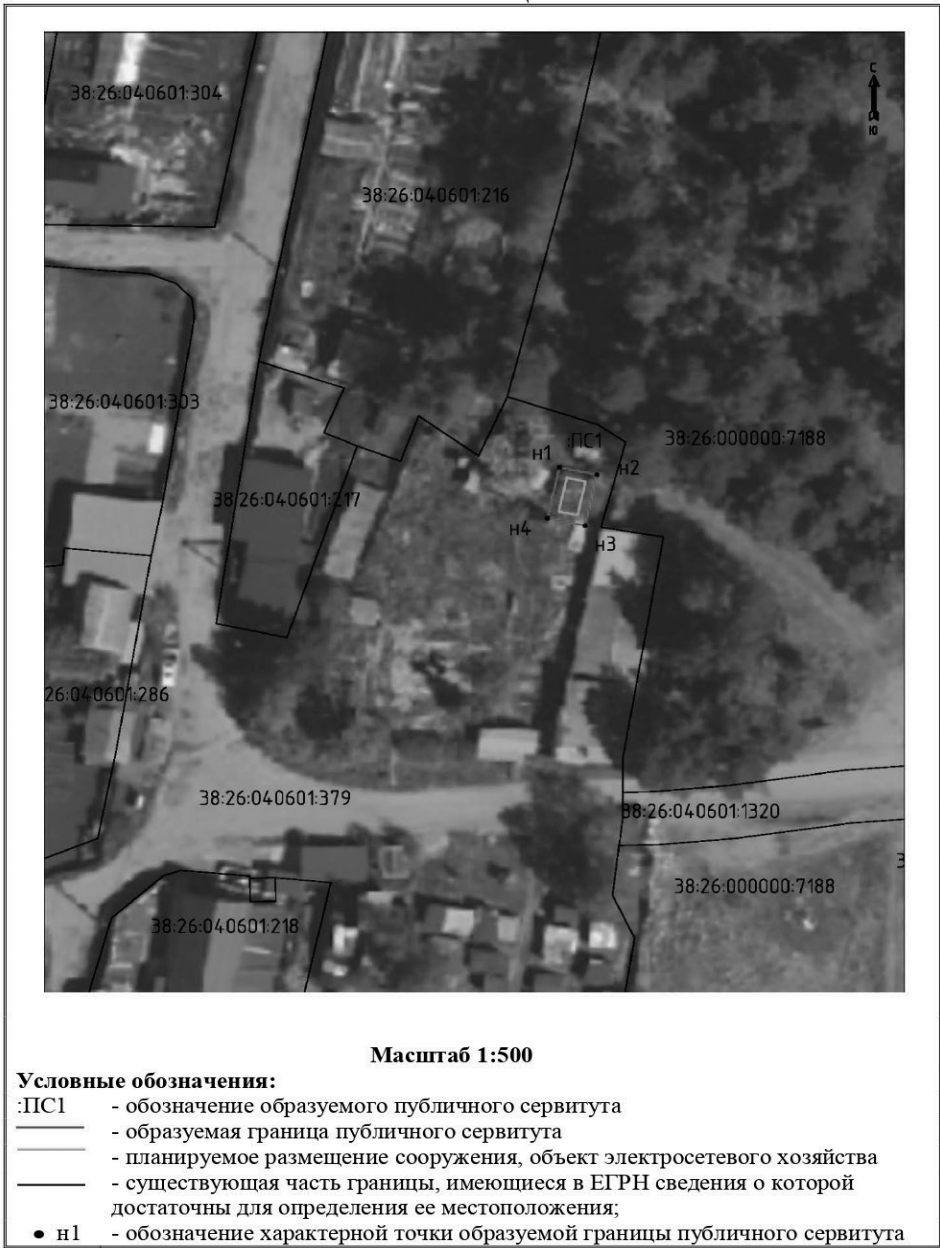 38:26:040601:304
С
Ю
38:26:040601:216
38:26:040601:303
:ПС1
38:26:000000:7188
н1
н2
38:26:040601:217
н4
н3
26:040601:286
38:26:040601:379
38:26:040601:1320
3
38:26:000000:7188
38:26:040601:218
Масштаб 1:500
Условные обозначения:
:ПС1 - обозначение образуемого публичного сервитута
- образуемая граница публичного сервитута
- планируемое размещение сооружения, объект электросетевого хозяйства
- существующая часть границы, имеющиеся в ЕГРН сведения о которой
достаточны для определения ее местоположения;
• н1 - обозначение характерной точки образуемой границы публичного сервитута